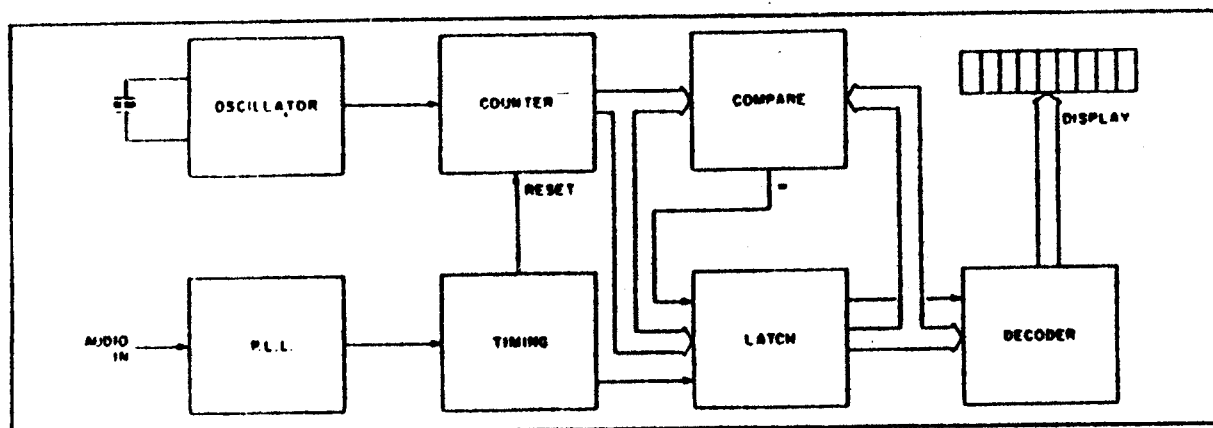 OSCILLATOR
COUNTER
COMPARE
DISPLAY
RESET
=
AUDIO
IN
P.L.L.
TIMING
LATCH
DECODER